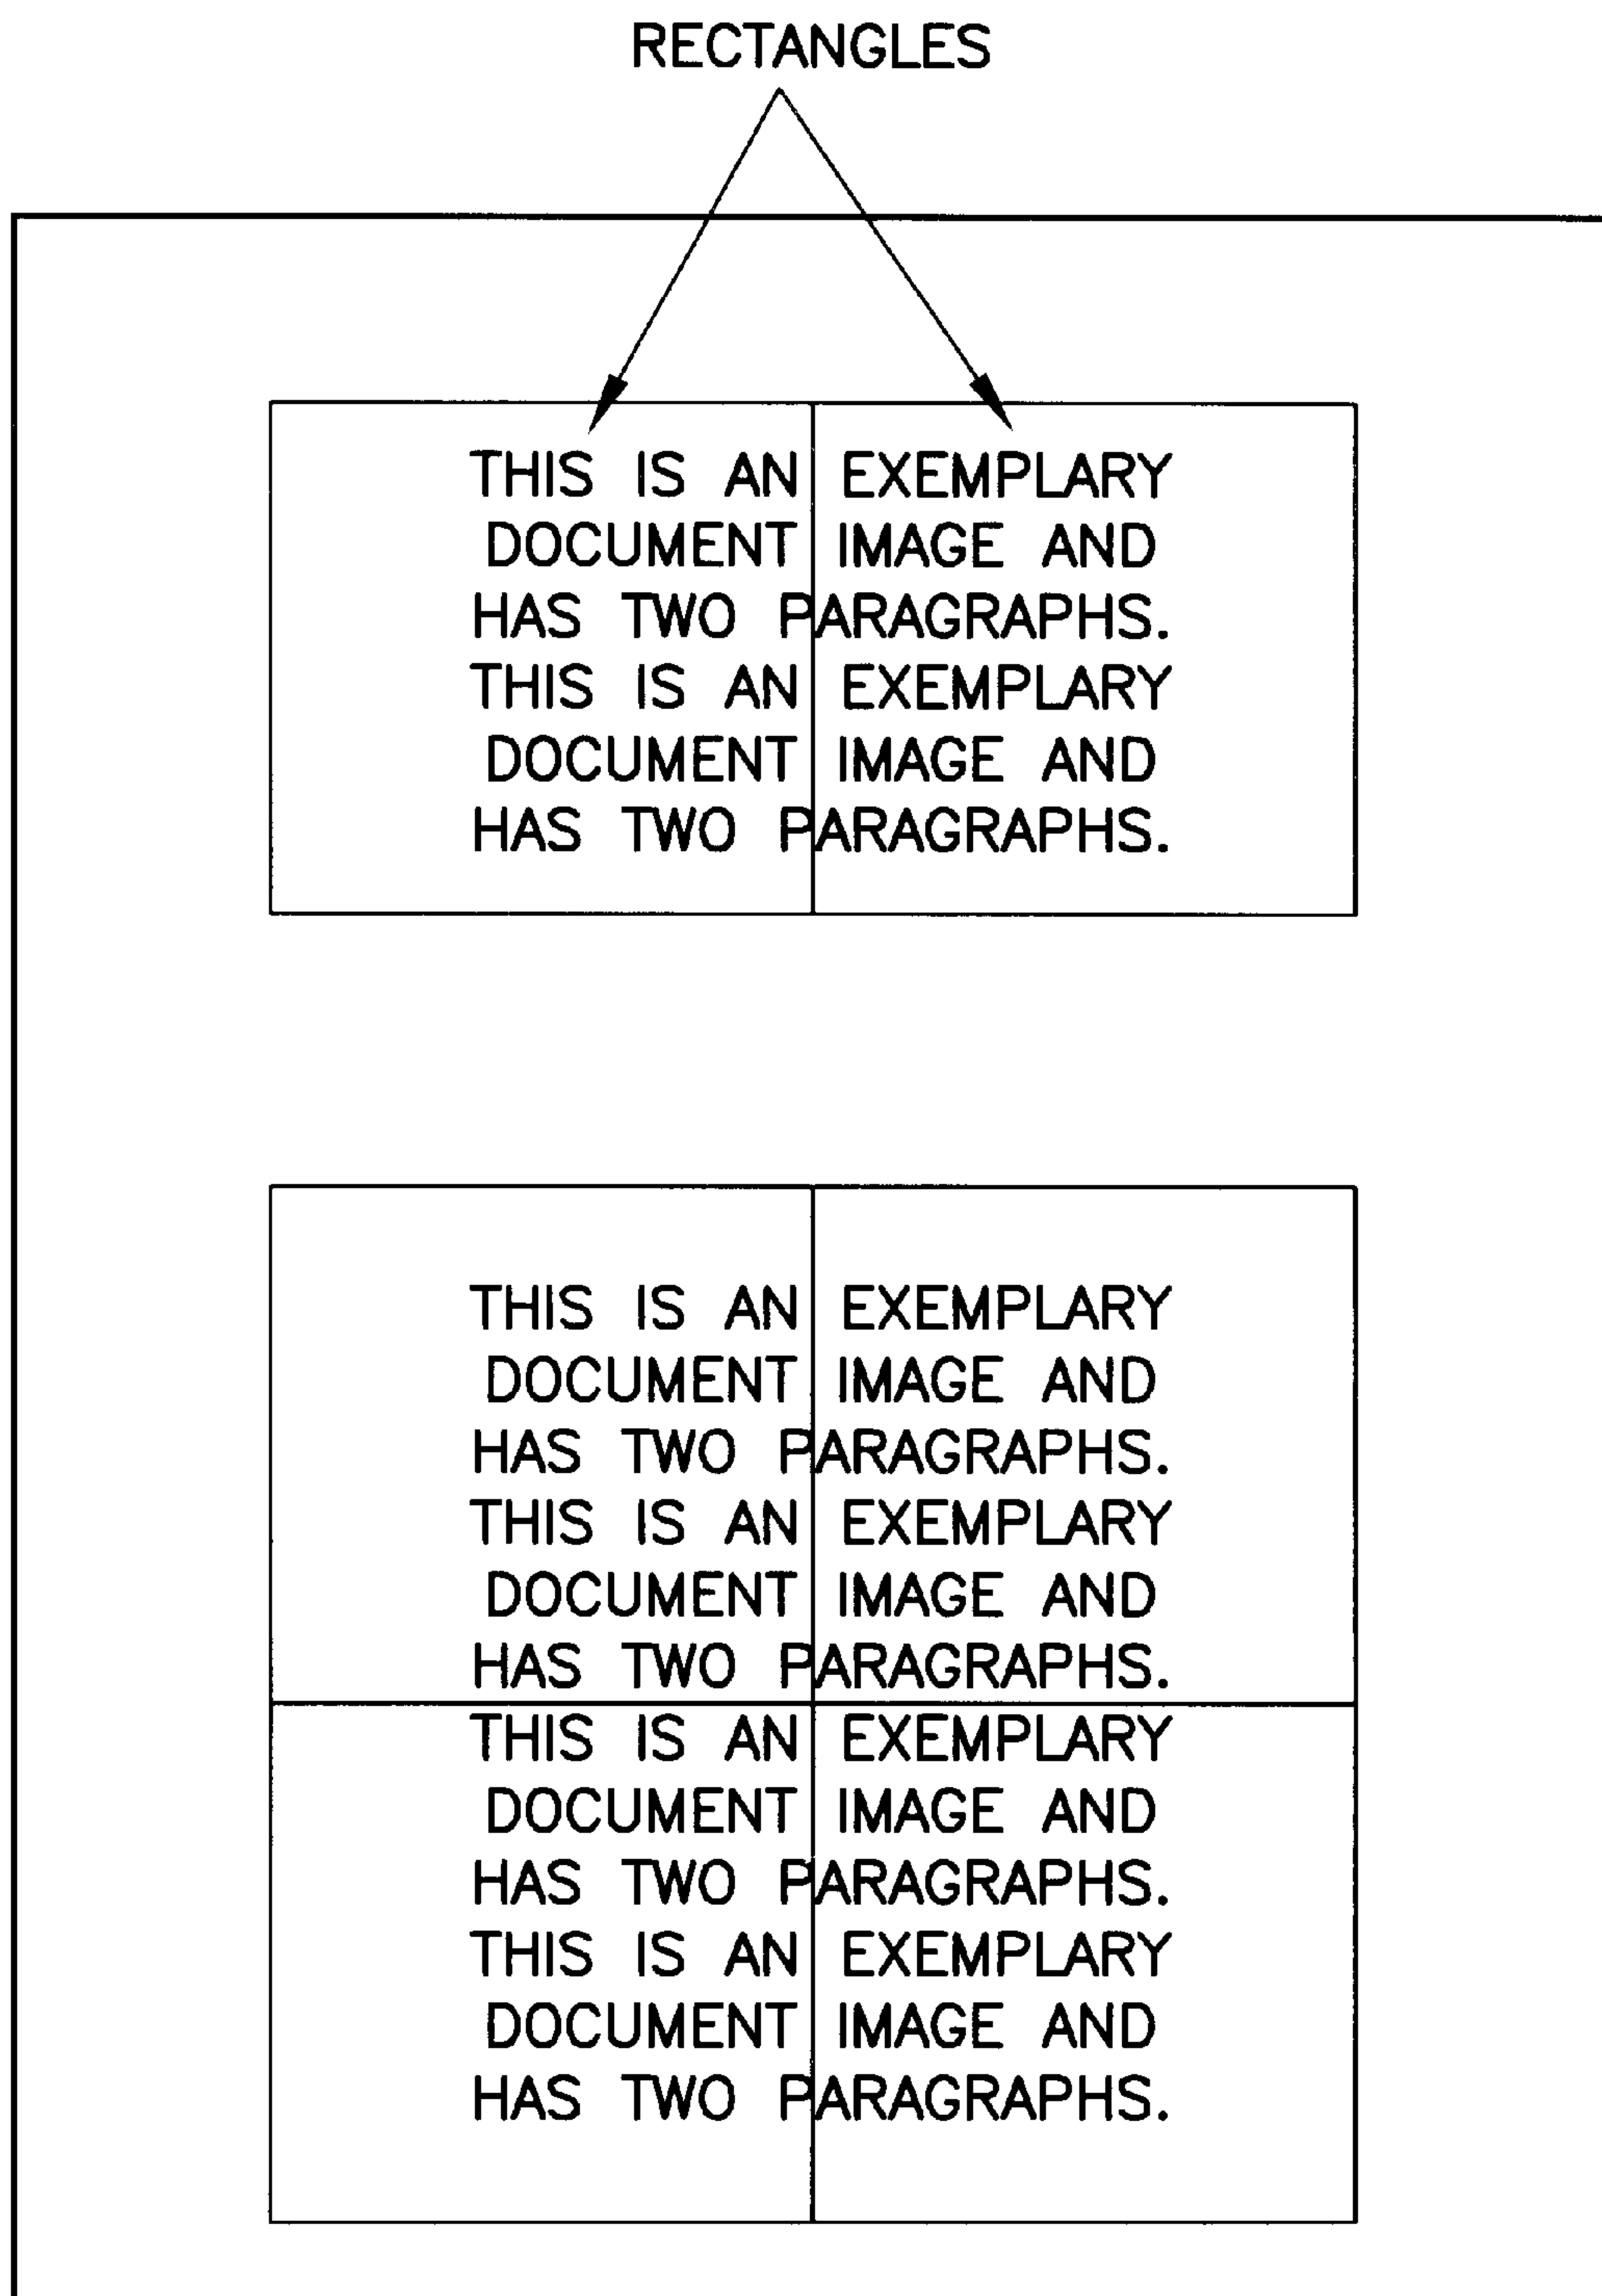 RECTANGLES
THIS IS AN EXEMPLARY
DOCUMENT IMAGE AND
HAS TWO PARAGRAPHS.
THIS IS AN EXEMPLARY
DOCUMENT IMAGE AND
HAS TWO PARAGRAPHS.
THIS IS AN EXEMPLARY
DOCUMENT IMAGE AND
HAS TWO PARAGRAPHS.
THIS IS AN EXEMPLARY
DOCUMENT IMAGE AND
HAS TWO PARAGRAPHS.
THIS IS AN EXEMPLARY
DOCUMENT IMAGE AND
HAS TWO PARAGRAPHS.
THIS IS AN EXEMPLARY
DOCUMENT IMAGE AND
HAS TWO PARAGRAPHS.